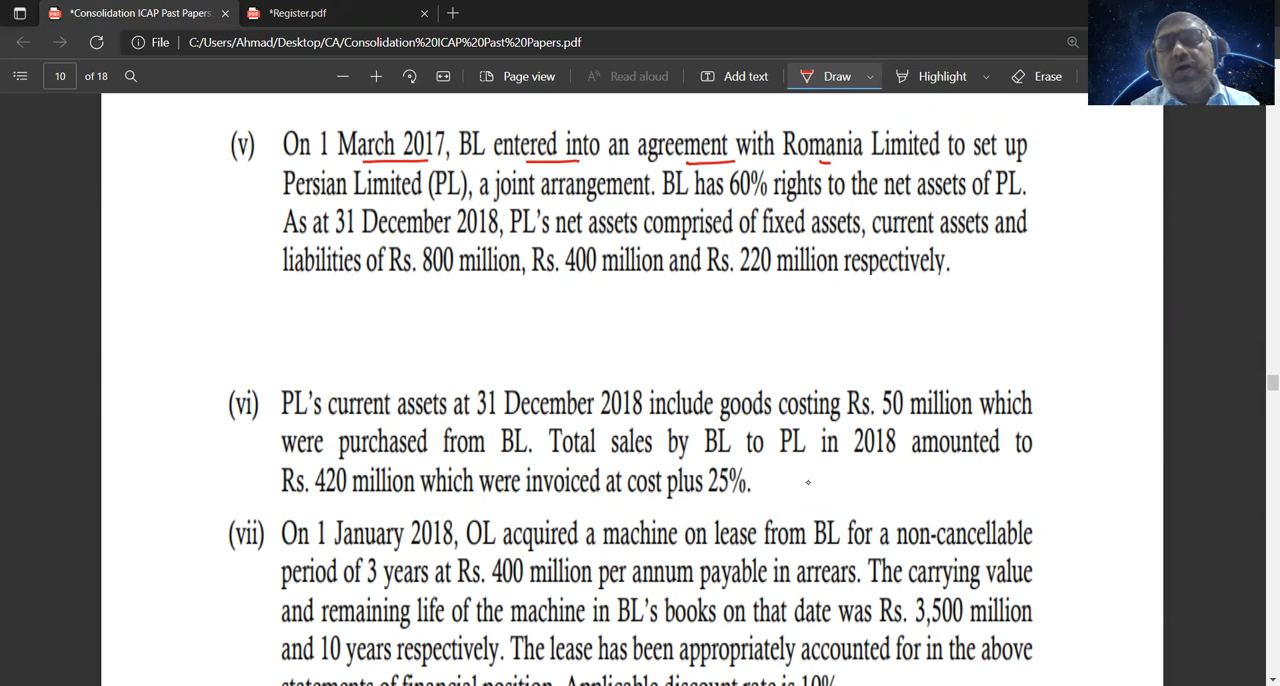 *Consolidation ICAP Past Papers.
*Register.pdf
File
C:/Users/Ahmad/Desktop/CA/Consolidation%20ICAP%20Past%20Papers.pdf
10 of 18
Page view
Read aloud
Add text
Draw
Highlight
Erase
(v) On 1 March 2017, BL entered into an agreement with Romania Limited to set up
Persian Limited (PL), a joint arrangement. BL has 60% rights to the net assets of PL.
As at 31 December 2018, PL's net assets comprised of fixed assets, current assets and
liabilities of Rs. 800 million, Rs. 400 million and Rs. 220 million respectively.
(vi) PL's current assets at 31 December 2018 include goods costing Rs. 50 million which
were purchased from BL. Total sales by BL to PL in 2018 amounted to
Rs. 420 million which were invoiced at cost plus 25%.
(vii) On 1 January 2018, OL acquired a machine on lease from BL for a non-cancellable
period of 3 years at Rs. 400 million per annum payable in arrears. The carrying value
and remaining life of the machine in BL's books on that date was Rs. 3,500 million
and 10 years respectively. The lease has been appropriately accounted for in the above
statements of financial position. Applicable discount rate is 10%.